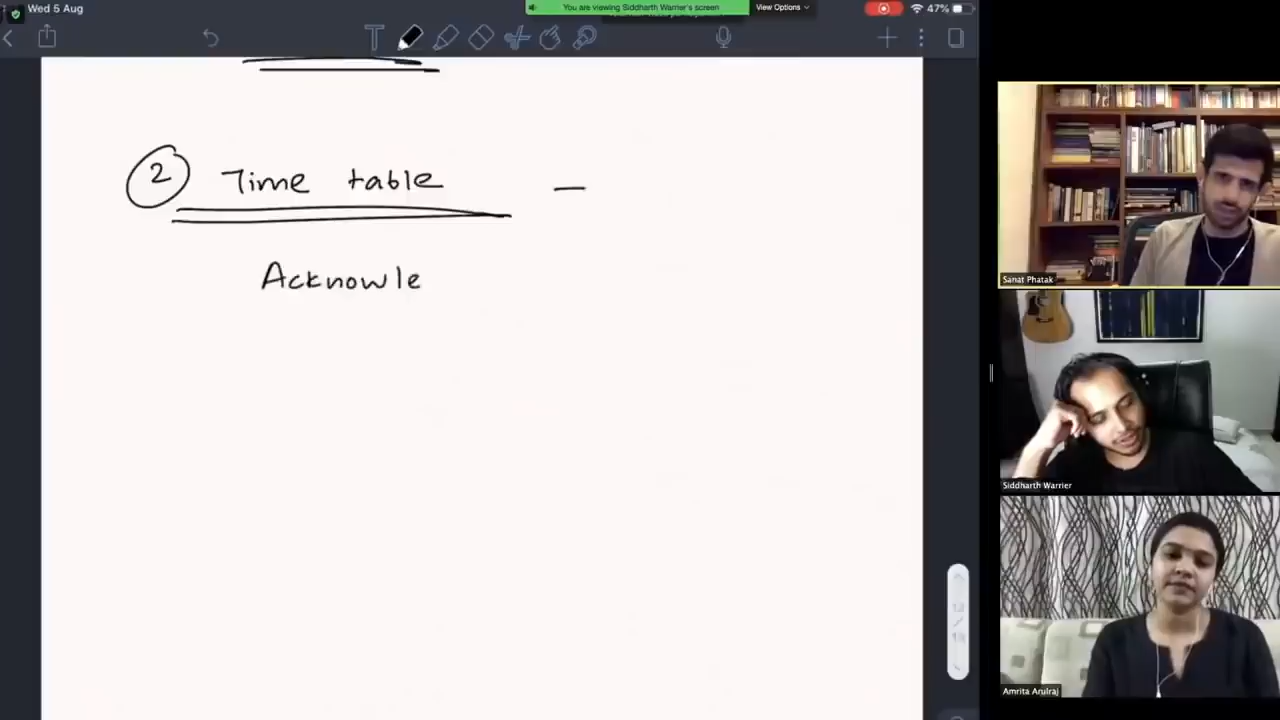 Wed 5 Aug
You are viewing Siddharth Warrier's screen
View Options
47%
T
2 Time table —
Acknowle
Sanat Phatak
Siddharth Warrier
Amrita Arulraj